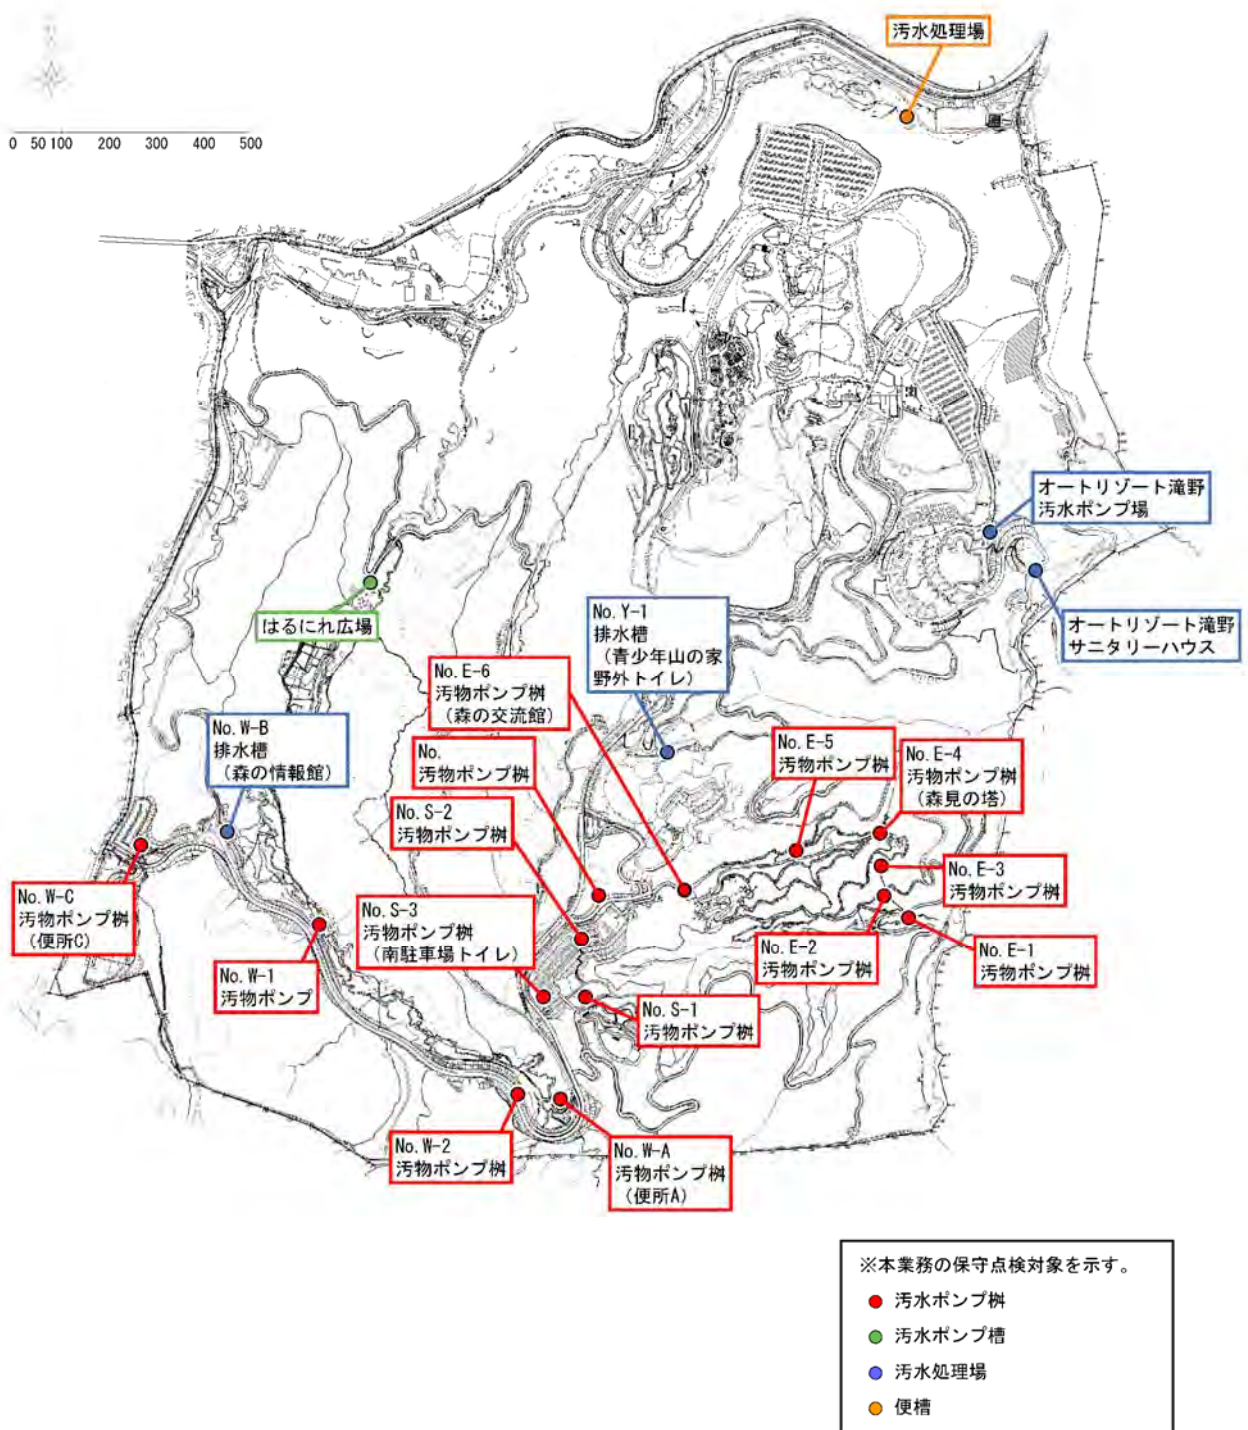 汚水処理場
0 50 100 200 300 400 500
オートリゾート滝野
汚水ポンプ場
はるにれ広場
No. Y-1
排水槽
（青少年山の家
野外トイレ）
オートリゾート滝野
サニタリーハウス
No. E-6
汚物ポンプ桝
（森の交流館）
No. W-B
排水槽
（森の情報館）
No.
汚物ポンプ桝
No. E-5
汚物ポンプ桝
No. E-4
汚物ポンプ桝
（森見の塔）
No. S-2
汚物ポンプ桝
No. E-3
汚物ポンプ桝
No. W-C
汚物ポンプ桝
（便所C）
No. S-3
汚物ポンプ桝
（南駐車場トイレ）
No. E-2
汚物ポンプ桝
No. E-1
汚物ポンプ桝
No. W-1
汚物ポンプ
No. S-1
汚物ポンプ桝
No. W-2
汚物ポンプ桝
No. W-A
汚物ポンプ桝
（便所A）
※本業務の保守点検対象を示す。
汚水ポンプ桝
汚水ポンプ槽
汚水処理場
便槽